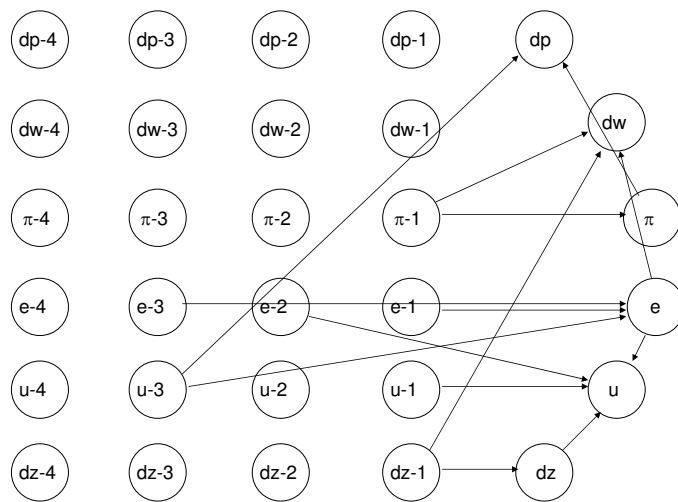 dp-4 dp-3 dp-2 dp-1 dp
dw-4 dw-3 dw-2 dw-1 dw
π-4 π-3 π-2 π-1 π
e-4 e-3 e-2 e-1 e
u-4 u-3 u-2 u-1 u
dz-4 dz-3 dz-2 dz-1 dz